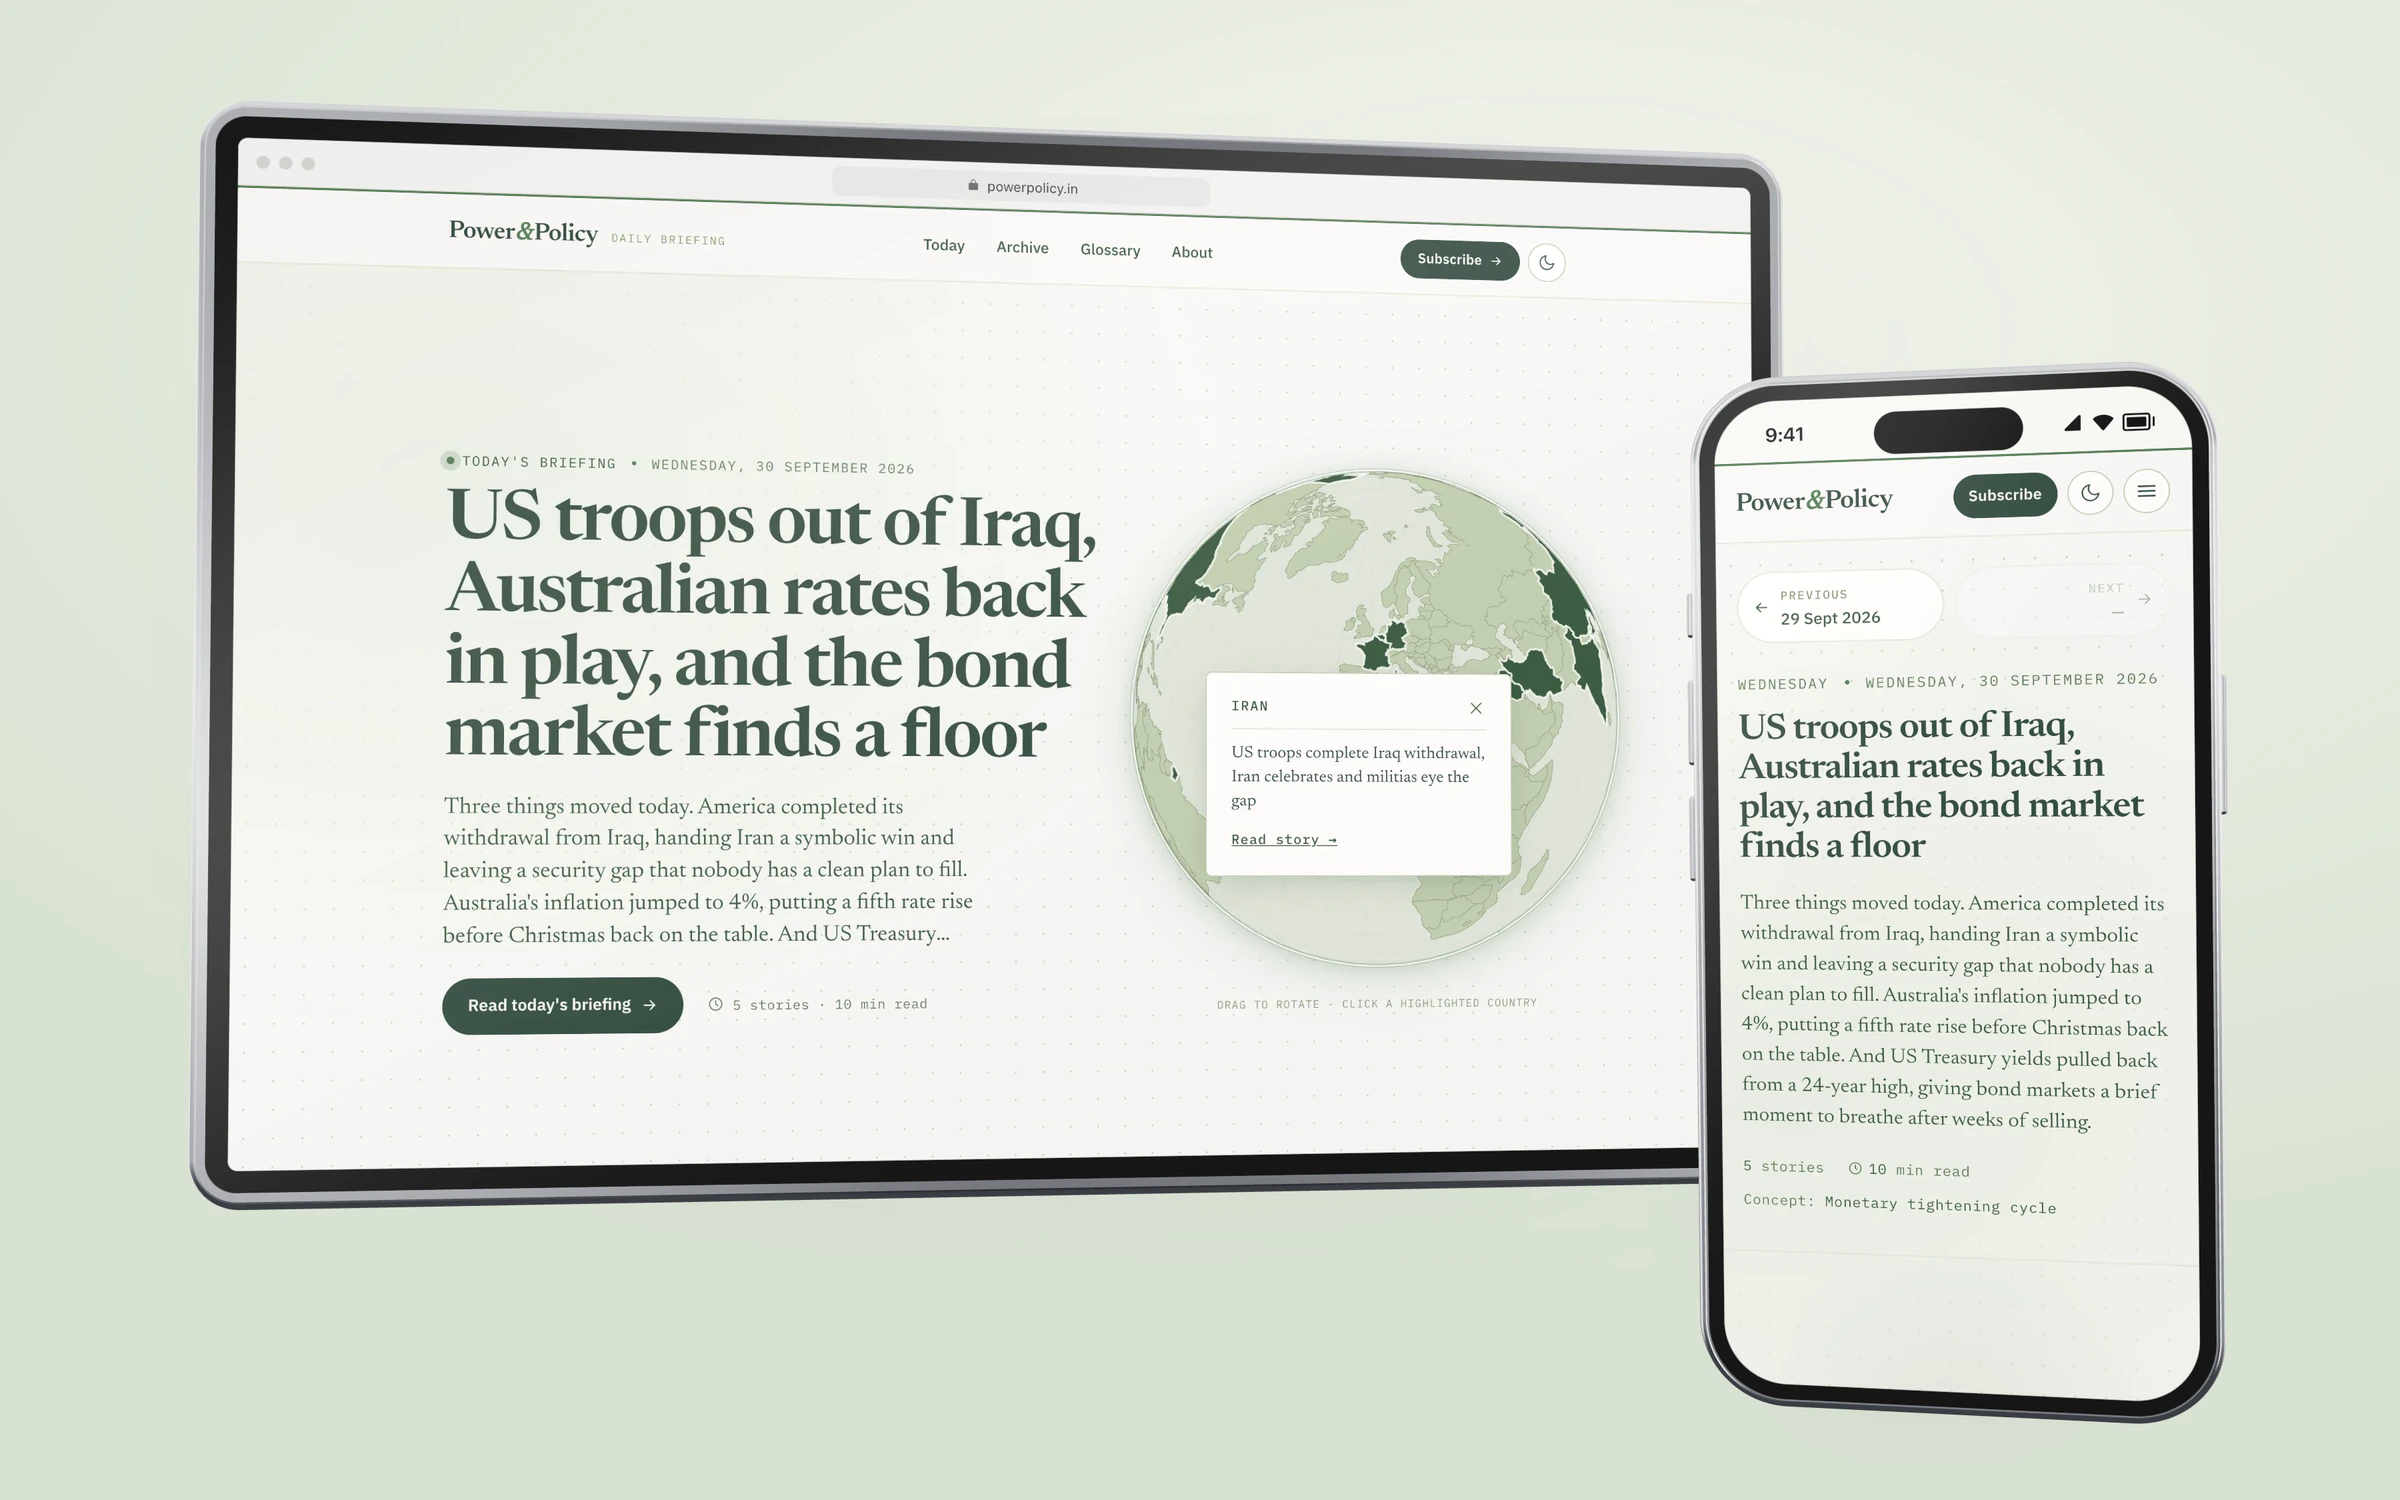 powerpolicy.in
Power&Policy DAILY BRIEFING
Today Archive Glossary About
Subscribe →
TODAY'S BRIEFING • WEDNESDAY, 30 SEPTEMBER 2026
US troops out of Iraq,
Australian rates back
in play, and the bond
market finds a floor
Three things moved today. America completed its
withdrawal from Iraq, handing Iran a symbolic win and
leaving a security gap that nobody has a clean plan to fill.
Australia's inflation jumped to 4%, putting a fifth rate rise
before Christmas back on the table. And US Treasury...
Read today's briefing →
5 stories · 10 min read
IRAN
US troops complete Iraq withdrawal,
Iran celebrates and militias eye the
gap
Read story →
DRAG TO ROTATE · CLICK A HIGHLIGHTED COUNTRY
9:41
Power&Policy
Subscribe
← PREVIOUS
29 Sept 2026
NEXT →
—
WEDNESDAY • WEDNESDAY, 30 SEPTEMBER 2026
US troops out of Iraq,
Australian rates back in
play, and the bond market
finds a floor
Three things moved today. America completed its
withdrawal from Iraq, handing Iran a symbolic
win and leaving a security gap that nobody has a
clean plan to fill. Australia's inflation jumped to
4%, putting a fifth rate rise before Christmas back
on the table. And US Treasury yields pulled back
from a 24-year high, giving bond markets a brief
moment to breathe after weeks of selling.
5 stories 10 min read
Concept: Monetary tightening cycle